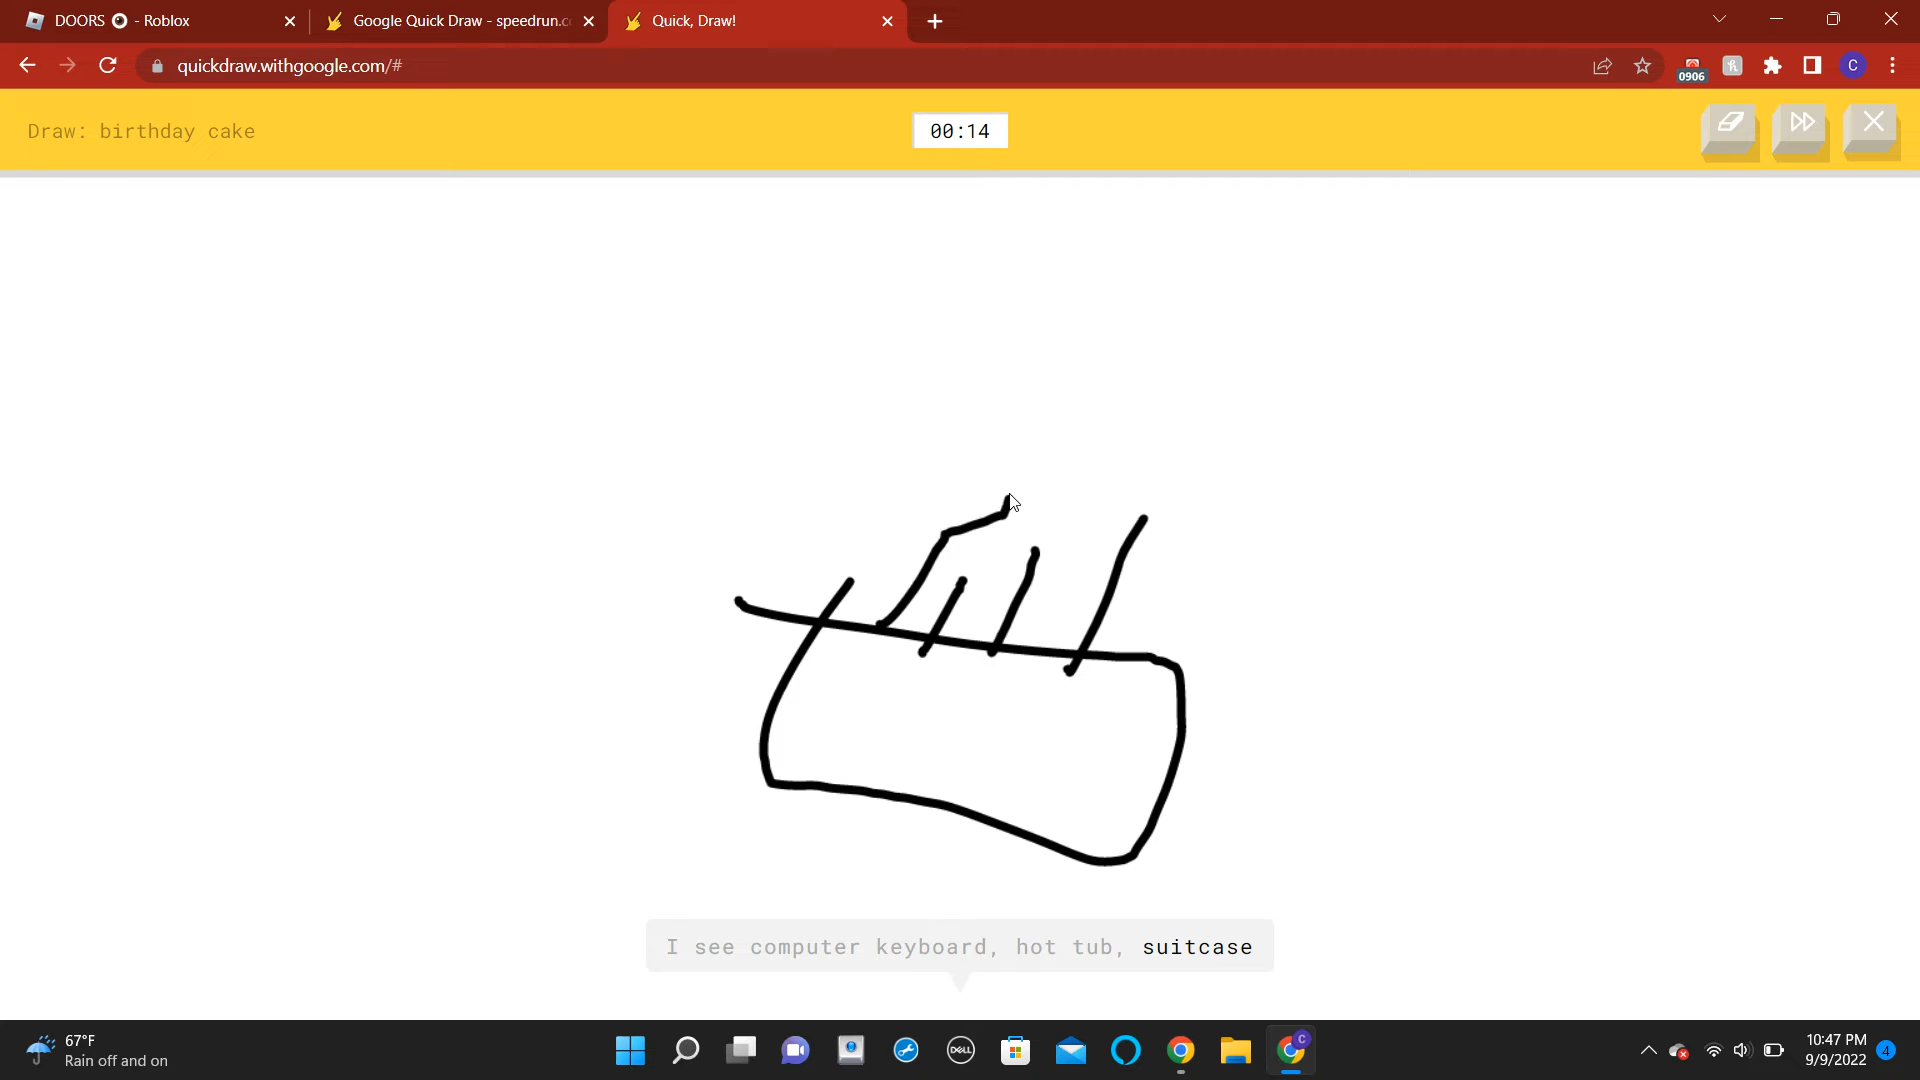 DOORS - Roblox
Google Quick Draw - speedrun.c
Quick, Draw!
quickdraw.withgoogle.com/#
0906
C
Draw: birthday cake
00:14
I see computer keyboard, hot tub, suitcase
67°F
Rain off and on
DELL
C
10:47 PM
9/9/2022
4